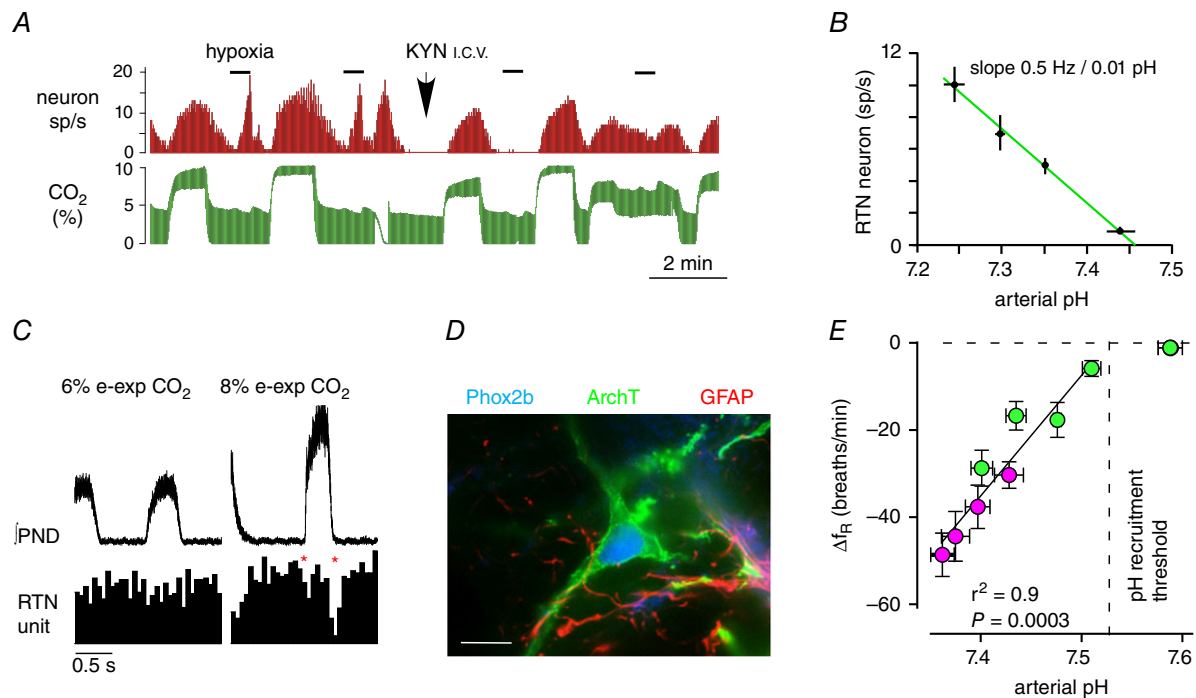 A
hypoxia
KYN I.C.V.
20
neuron
sp/s
10
0
10
CO2
(%)
5
0
2 min
B
12
slope 0.5 Hz / 0.01 pH
RTN neuron (sp/s)
0
7.2
7.3
7.4
7.5
arterial pH
C
6% e-exp CO2
8% e-exp CO2
∫PND
*
*
RTN
unit
0.5 s
D
Phox2b
ArchT
GFAP
E
0
−20
−40
−60
ΔfR (breaths/min)
pH recruitment
threshold
r2 = 0.9
P = 0.0003
7.4
7.5
7.6
arterial pH